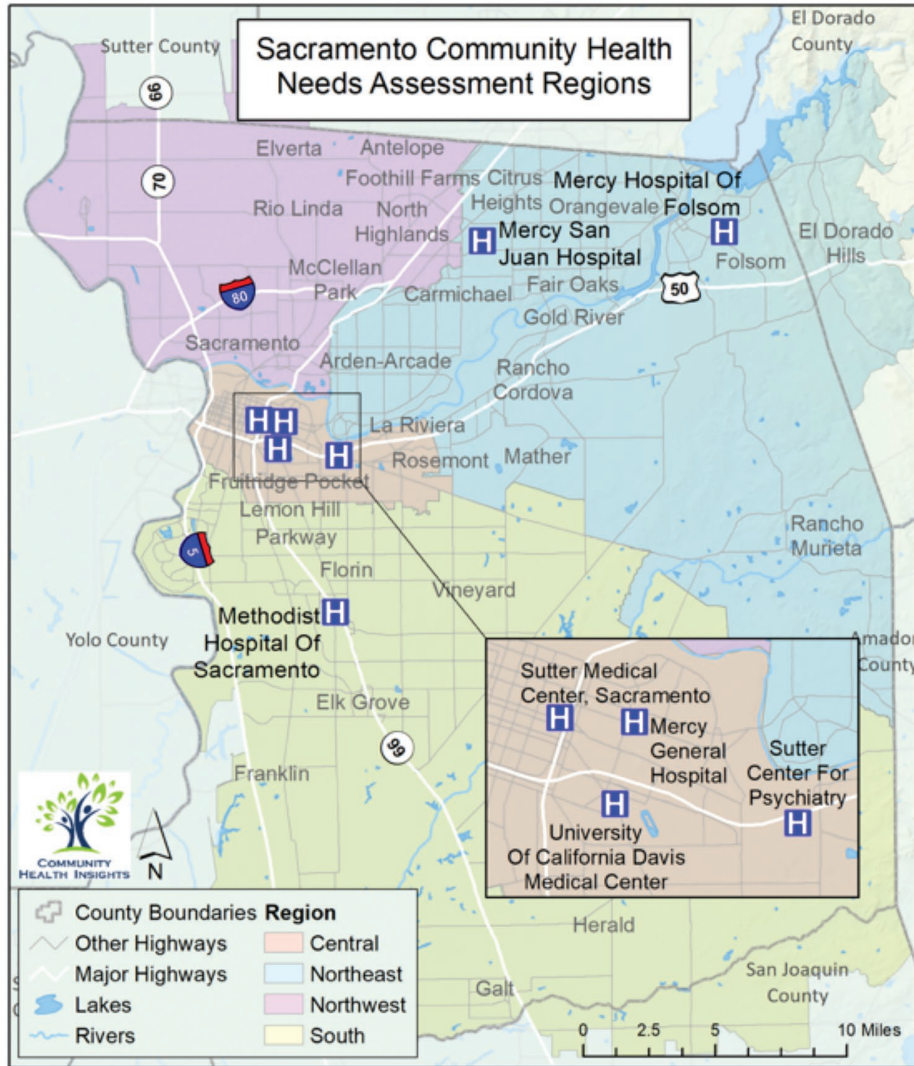 Sacramento Community Health
Needs Assessment Regions
Sutter County
El Dorado
County
99
70
Elverta
Antelope
Foothill Farms
Citrus
Heights
Mercy Hospital Of
Folsom
Orangevale
Rio Linda
North
Highlands
H
Mercy San
Juan Hospital
H
Folsom
El Dorado
Hills
McClellan
Park
80
Carmichael
Fair Oaks
50
Gold River
Sacramento
Arden-Arcade
Rancho
Cordova
H
H
H
H
La Riviera
Rosemont
Mather
Fruitridge Pocket
Lemon Hill
Parkway
Rancho
Murieta
5
Florin
Vineyard
Yolo County
Methodist
Hospital Of
Sacramento
H
Amador
County
Elk Grove
99
Franklin
Sutter Medical
Center, Sacramento
H
H
Mercy
General
Hospital
Sutter
Center For
Psychiatry
H
H
University
Of California Davis
Medical Center
COMMUNITY
HEALTH INSIGHTS
N
Herald
Galt
San Joaquin
County
County Boundaries
Other Highways
Major Highways
Lakes
Rivers
Region
Central
Northeast
Northwest
South
0 2.5 5 10 Miles